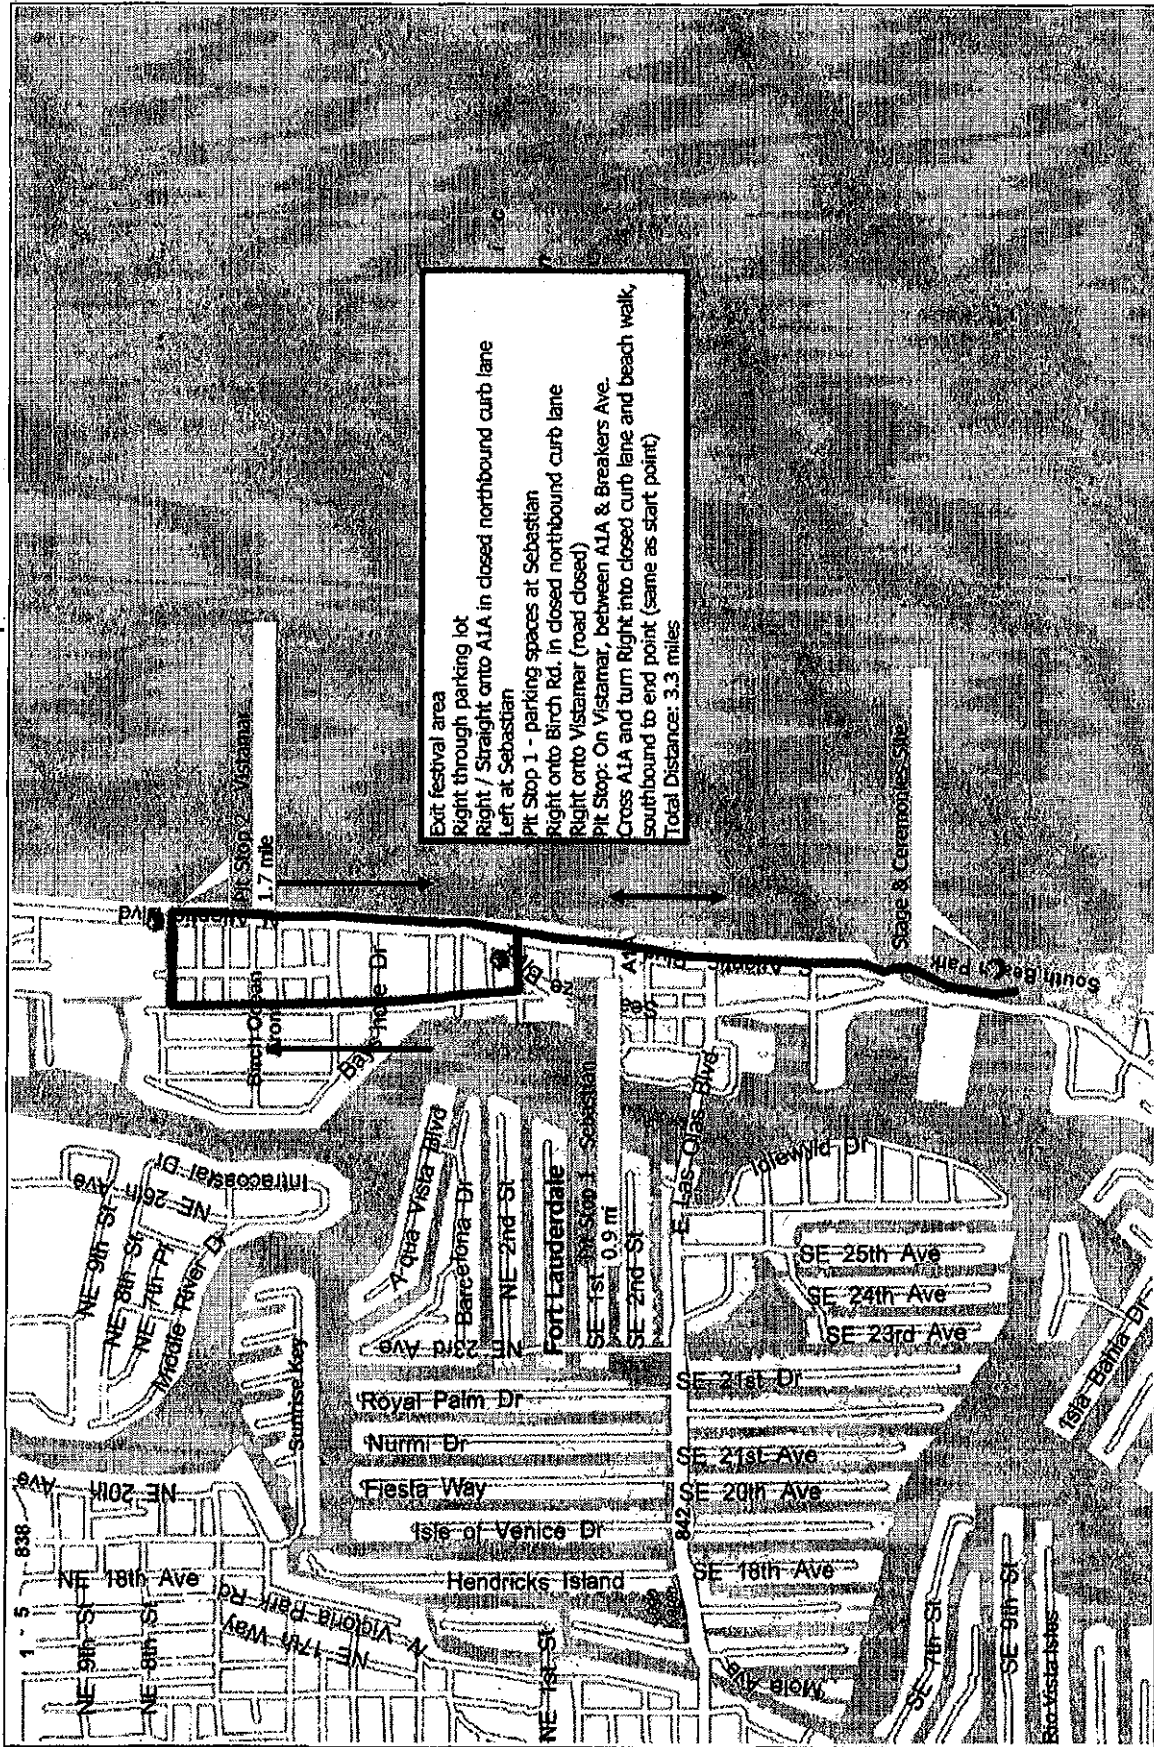 Exit festival area
Right through parking lot
Right / Straight onto A1A in closed northbound curb lane
Left at Sebastian
Pit Stop 1 - parking spaces at Sebastian
Right onto Birch Rd. in closed northbound curb lane
Right onto Vistamar (road closed)
Pit Stop: On Vistamar, between A1A & Breakers Ave.
Cross A1A and turn Right into closed curb lane and beach walk,
southbound to end point (same as start point)
Total Distance: 3.3 miles
Pit Stop 2 - Vistamar
1.7 mile
Stage & Ceremonies Site
South Beach Park
Blvd
Birch Ocean
Front
Bayshore Dr
A1A
Pit Stop 1 Sebastian
0.9 mi
E Las Olas Blvd
Idlewyld Dr
Intracoastal Dr
NE 26th Ave
NE 9th St
NE 8th St
NE 7th Pl
Middle River Dr
Sunrise Key
Aqua Vista Blvd
Barcelona Dr
NE 2nd St
Fort Lauderdale
SE 1st
SE 2nd St
NE 23rd Ave
SE 25th Ave
SE 24th Ave
SE 23rd Ave
Isla Bahia Dr
Royal Palm Dr
SE 21st Dr
Nurmi Dr
SE 21st Ave
Fiesta Way
SE 20th Ave
Isle of Venice Dr
842
Hendricks Island
SE 18th Ave
NE 20th Ave
838
1 - 5
NE 18th Ave
NE 9th St
NE 8th St
N Victoria Park Rd
NE 17th Way
NE 1st St
Mola Ave
SE 7th St
SE 9th St
Rio Vista Isles